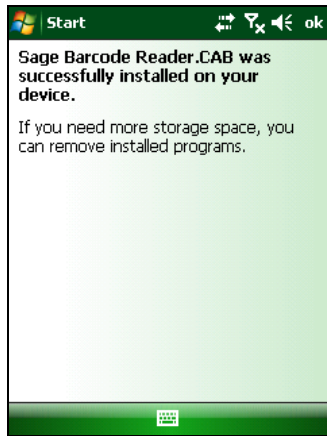 Start ok
Sage Barcode Reader.CAB was
successfully installed on your
device.
If you need more storage space, you
can remove installed programs.